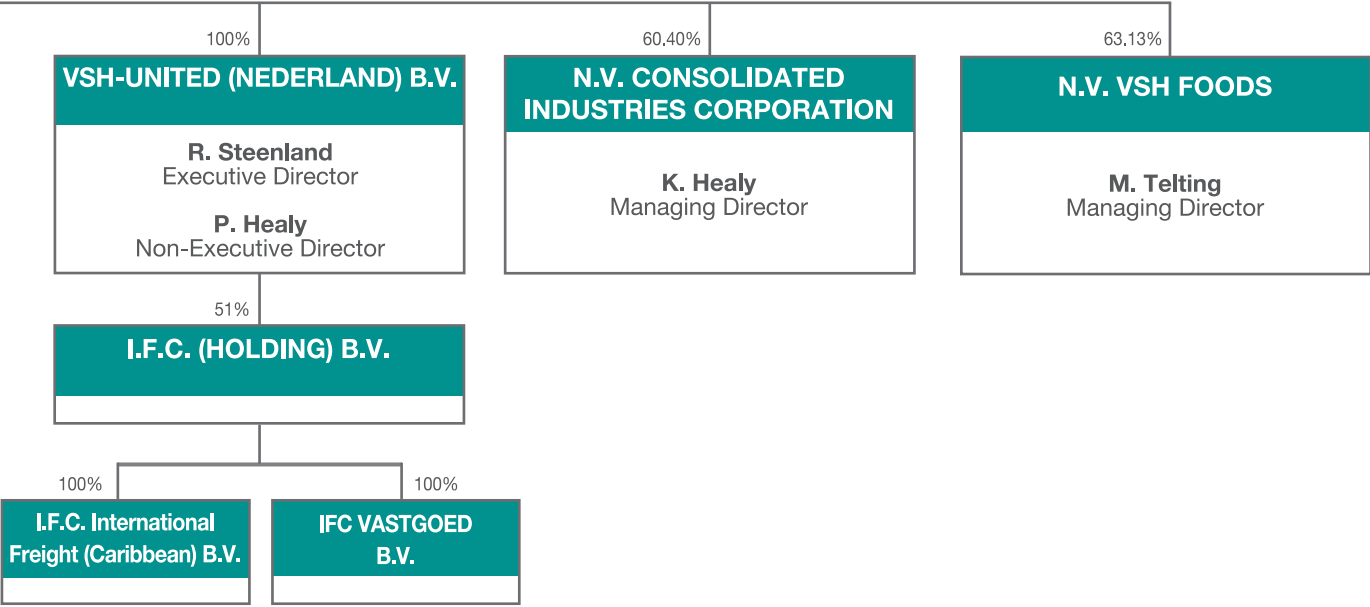 100%
60.40%
63.13%
VSH-UNITED (NEDERLAND) B.V.
R. Steenland
Executive Director
P. Healy
Non-Executive Director
N.V. CONSOLIDATED
INDUSTRIES CORPORATION
K. Healy
Managing Director
N.V. VSH FOODS
M. Telting
Managing Director
51%
I.F.C. (HOLDING) B.V.
100%
100%
I.F.C. International
Freight (Caribbean) B.V.
IFC VASTGOED
B.V.